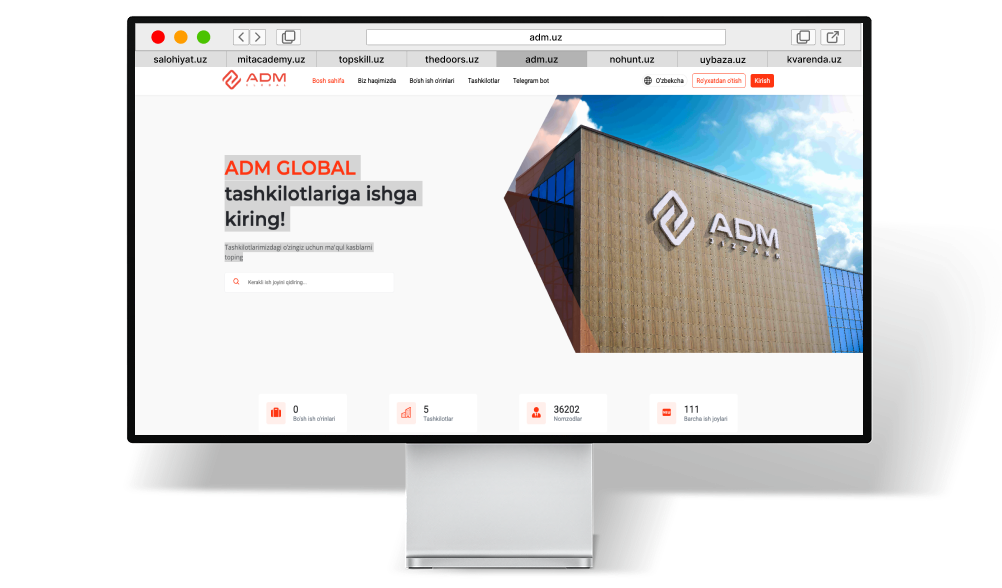 adm.uz
salohiyat.uz mitacademy.uz topskill.uz thedoors.uz adm.uz nohunt.uz uybaza.uz kvarenda.uz
ADM
GLOBAL
Bosh sahifa Biz haqimizda Bo'sh ish o'rinlari Tashkilotlar Telegram bot O'zbekcha Ro'yxatdan o'tish Kirish
ADM GLOBAL
tashkilotlariga ishga
kiring!
Tashkilotlarimizdagi o'zingiz uchun ma'qul kasblarni
toping
Kerakli ish joyini qidiring...
ADM
JIZZAKH
0
Bo'sh ish o'rinlari
5
Tashkilotlar
36202
Nomzodlar
111
Barcha ish joylari